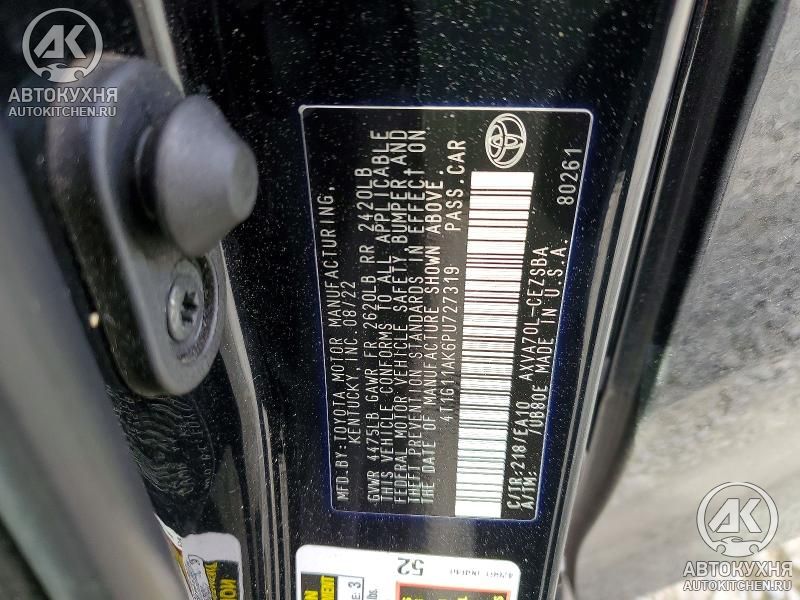 АК
АВТОКУХНЯ
AUTOKITCHEN.RU
MFD.BY:TOYOTA MOTOR MANUFACTURING,
KENTUCKY, INC. 08/22
GVWR 4475LB GAWR FR 2620LB RR 2420LB
THIS VEHICLE CONFORMS TO ALL APPLICABLE
FEDERAL MOTOR VEHICLE SAFETY, BUMPER, AND
THEFT PREVENTION STANDARDS IN EFFECT ON
THE DATE OF MANUFACTURE SHOWN ABOVE.
4T1G11AK6PU727319 PASS.CAR
C/TR:218/EA10 AXVA70L-CEZSBA
A/TM: /UB80E MADE IN U.S.A. 80261
52
АК
АВТОКУХНЯ
AUTOKITCHEN.RU